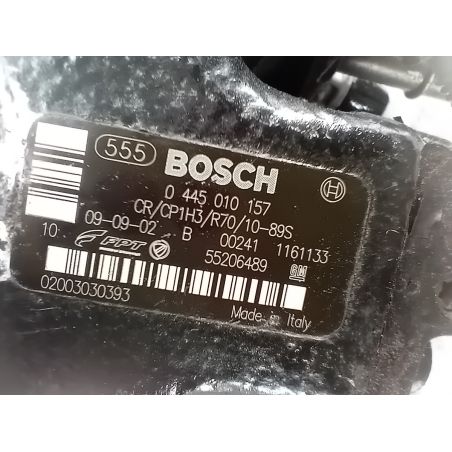 555 BOSCH
0 445 010 157
CR/CP1H3/R70/10-89S
09-09-02 B 00241 1161133
10 FPT 55206489 GM
02003030393 Made in Italy